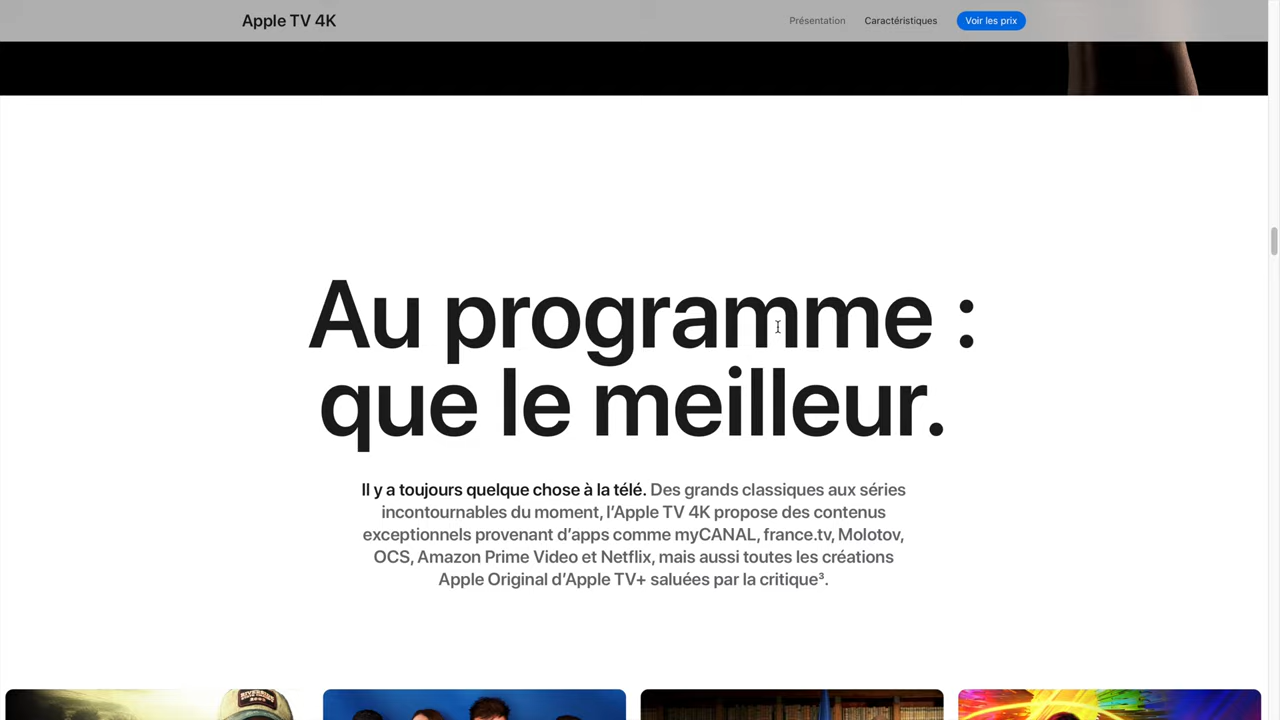 Apple TV 4K
Présentation
Caractéristiques
Voir les prix
Au programme :
que le meilleur.
Il y a toujours quelque chose à la télé. Des grands classiques aux séries
incontournables du moment, l’Apple TV 4K propose des contenus
exceptionnels provenant d’apps comme myCANAL, france.tv, Molotov,
OCS, Amazon Prime Video et Netflix, mais aussi toutes les créations
Apple Original d’Apple TV+ saluées par la critique³.